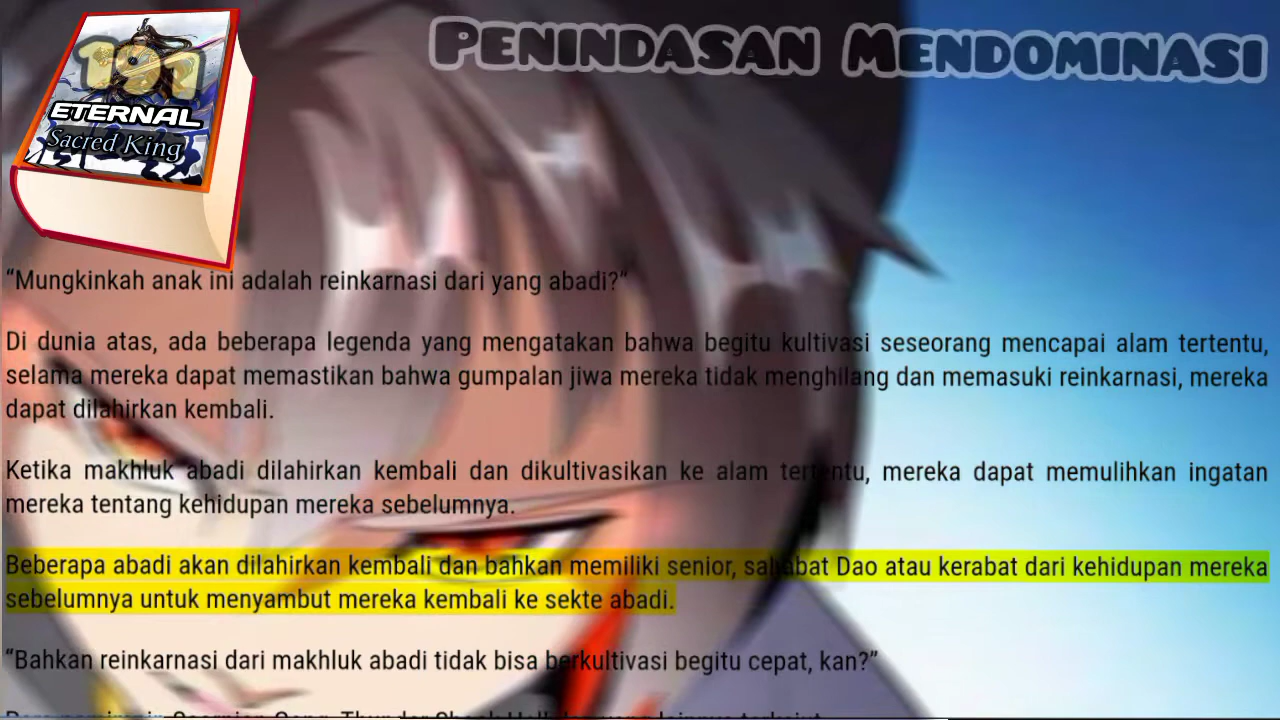 PENINDASAN MENDOMINASI
191
ETERNAL
Sacred King
“Mungkinkah anak ini adalah reinkarnasi dari yang abadi?”
Di dunia atas, ada beberapa legenda yang mengatakan bahwa begitu kultivasi seseorang mencapai alam tertentu,
selama mereka dapat memastikan bahwa gumpalan jiwa mereka tidak menghilang dan memasuki reinkarnasi, mereka
dapat dilahirkan kembali.
Ketika makhluk abadi dilahirkan kembali dan dikultivasikan ke alam tertentu, mereka dapat memulihkan ingatan
mereka tentang kehidupan mereka sebelumnya.
Beberapa abadi akan dilahirkan kembali dan bahkan memiliki senior, sahabat Dao atau kerabat dari kehidupan mereka
sebelumnya untuk menyambut mereka kembali ke sekte abadi.
“Bahkan reinkarnasi dari makhluk abadi tidak bisa berkultivasi begitu cepat, kan?”